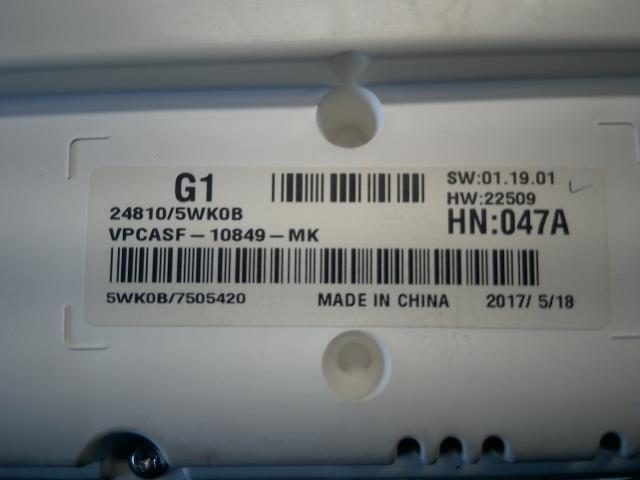 G1
SW:01.19.01
24810/5WK0B
HW:22509
VPCASF-10849-MK
HN:047A
5WK0B/7505420 MADE IN CHINA 2017/ 5/18